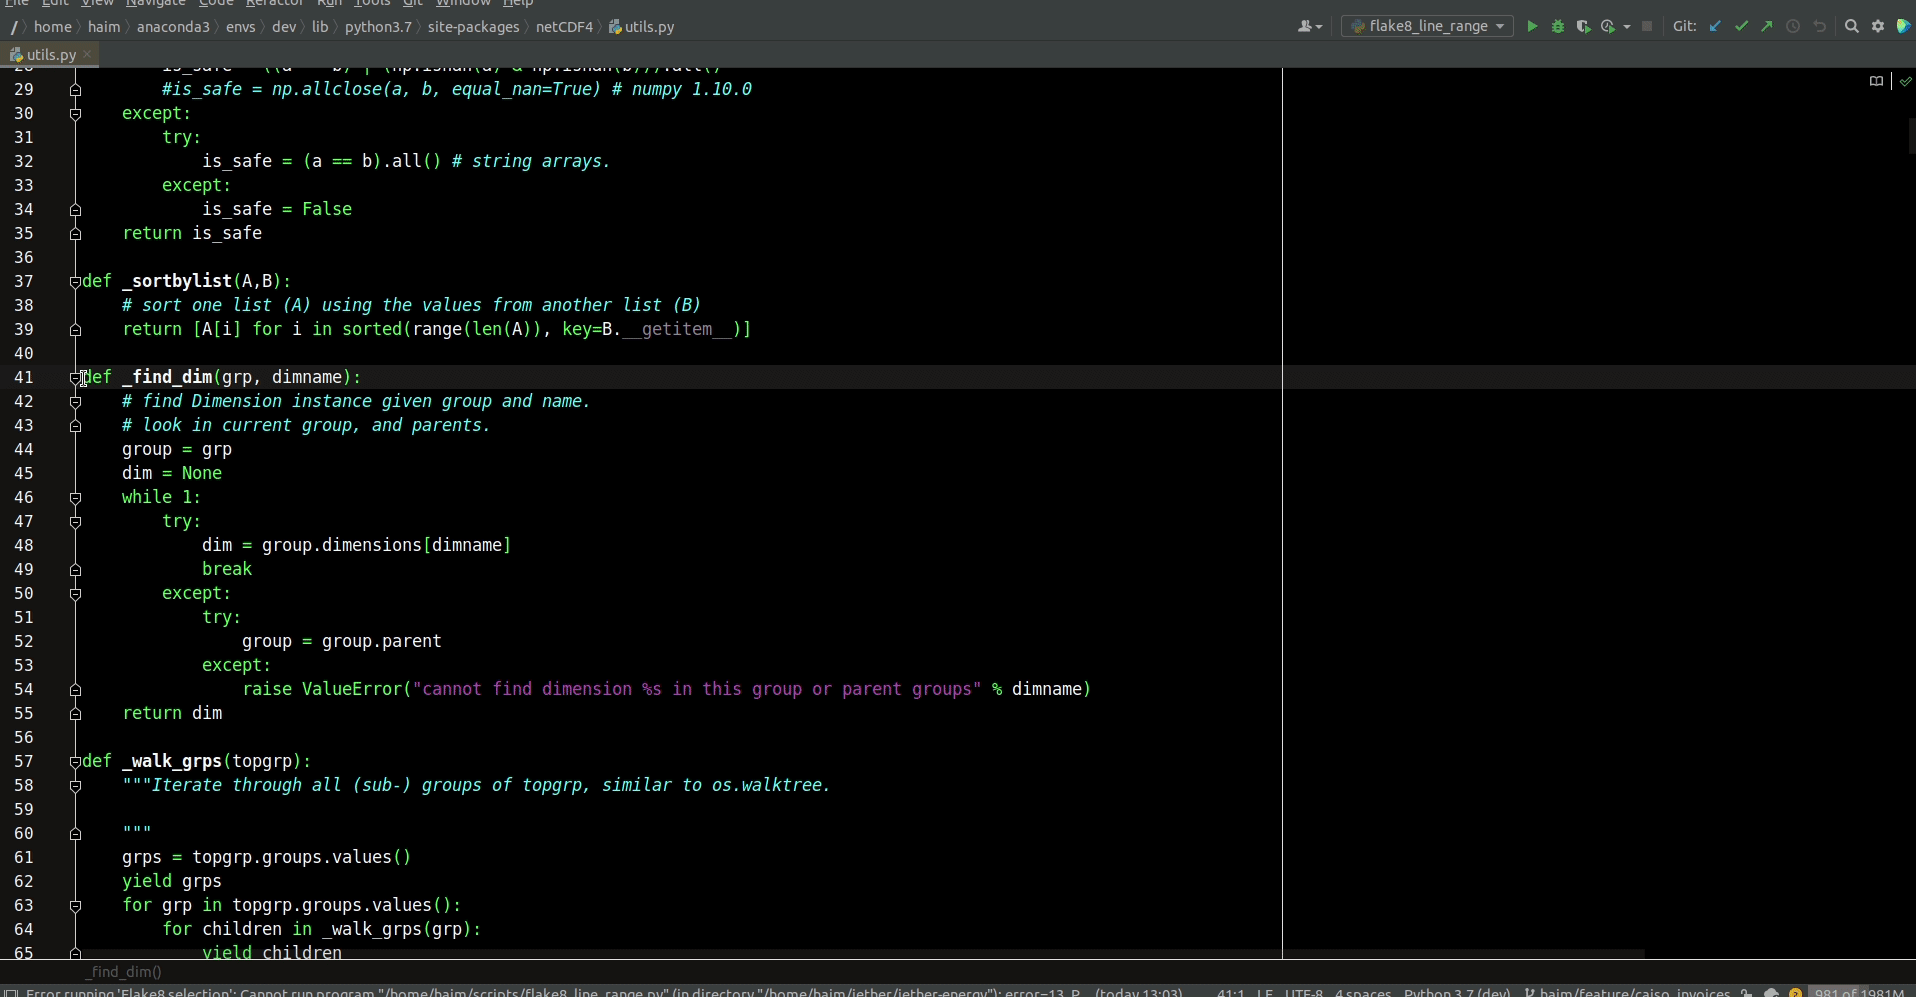 File Edit View Navigate Code Refactor Run Tools Git Window Help
/ home haim anaconda3 envs dev lib python3.7 site-packages netCDF4 utils.py flake8_line_range Git:
utils.py
29 #is_safe = np.allclose(a, b, equal_nan=True) # numpy 1.10.0
30 except:
31 try:
32 is_safe = (a == b).all() # string arrays.
33 except:
34 is_safe = False
35 return is_safe
36
37 def _sortbylist(A,B):
38 # sort one list (A) using the values from another list (B)
39 return [A[i] for i in sorted(range(len(A)), key=B.__getitem__)]
40
41 def _find_dim(grp, dimname):
42 # find Dimension instance given group and name.
43 # look in current group, and parents.
44 group = grp
45 dim = None
46 while 1:
47 try:
48 dim = group.dimensions[dimname]
49 break
50 except:
51 try:
52 group = group.parent
53 except:
54 raise ValueError("cannot find dimension %s in this group or parent groups" % dimname)
55 return dim
56
57 def _walk_grps(topgrp):
58 """Iterate through all (sub-) groups of topgrp, similar to os.walktree.
59
60 """
61 grps = topgrp.groups.values()
62 yield grps
63 for grp in topgrp.groups.values():
64 for children in _walk_grps(grp):
65 yield children
_find_dim()
Error running 'Flake8 selection': Cannot run program "/home/haim/scripts/flake8_line_range.py" (in directory "/home/haim/jether/jether-energy"): error=13, P... (today 13:03) 41:1 LF UTF-8 4 spaces Python 3.7 (dev) haim/feature/caiso_invoices 981 of 1981M